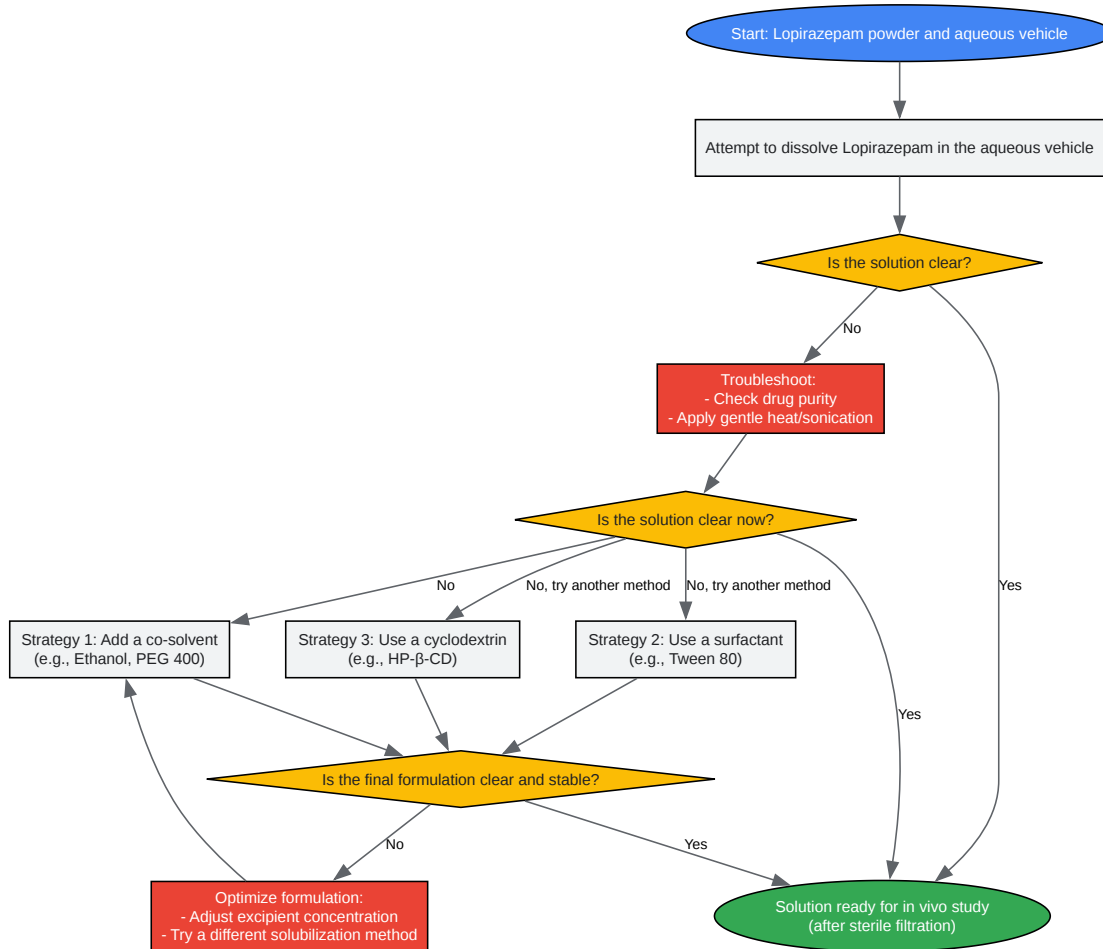 Start: Lopirazepam powder and aqueous vehicle
Attempt to dissolve Lopirazepam in the aqueous vehicle
Is the solution clear?
No
Troubleshoot:
- Check drug purity
- Apply gentle heat/sonication
Is the solution clear now?
No
No, try another method
No, try another method
Yes
Yes
Strategy 1: Add a co-solvent
(e.g., Ethanol, PEG 400)
Strategy 3: Use a cyclodextrin
(e.g., HP-β-CD)
Strategy 2: Use a surfactant
(e.g., Tween 80)
Is the final formulation clear and stable?
No
Yes
Optimize formulation:
- Adjust excipient concentration
- Try a different solubilization method
Solution ready for in vivo study
(after sterile filtration)